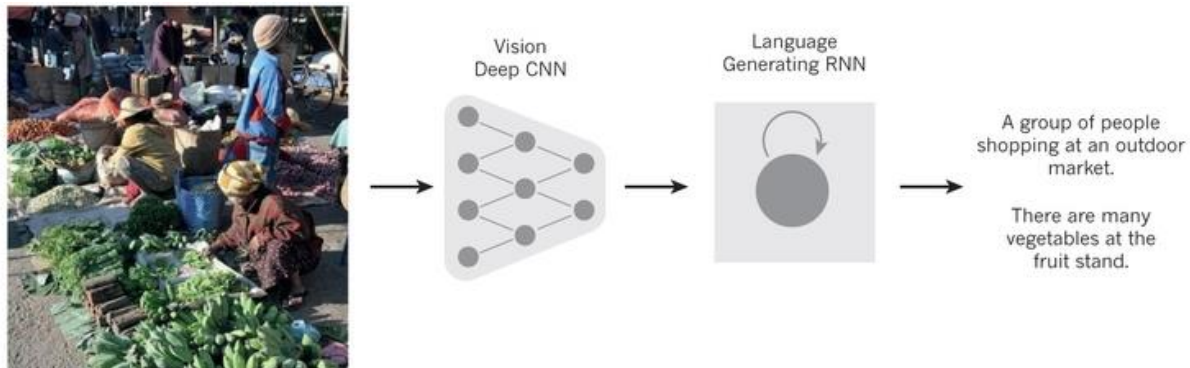 Vision
Deep CNN
Language
Generating RNN
A group of people
shopping at an outdoor
market.
There are many
vegetables at the
fruit stand.